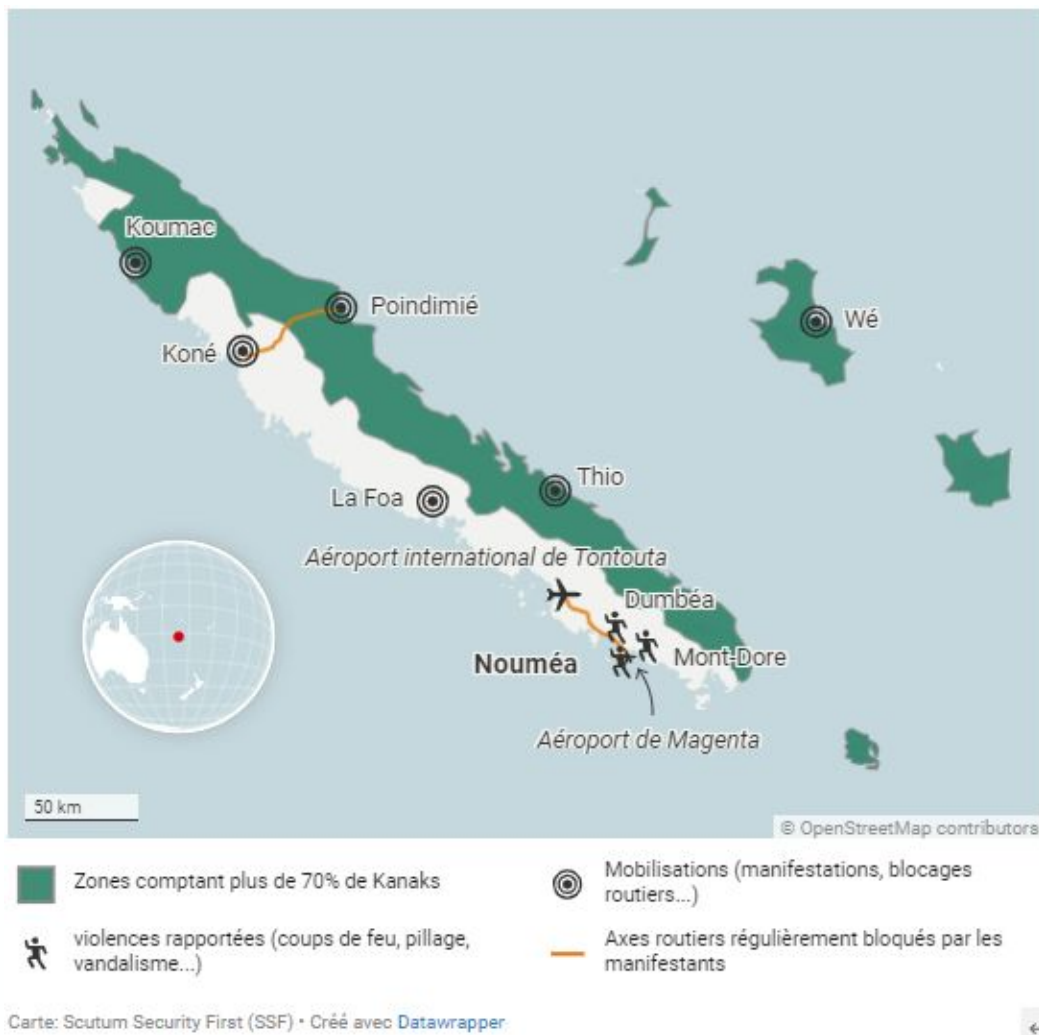 Koumac
Poindimié
Wé
Koné
Thio
La Foa
Aéroport international de Tontouta
Dumbéa
Nouméa
Mont-Dore
Aéroport de Magenta
50 km
© OpenStreetMap contributors
Zones comptant plus de 70% de Kanaks
Mobilisations (manifestations, blocages
routiers...)
violences rapportées (coups de feu, pillage,
vandalisme...)
Axes routiers régulièrement bloqués par les
manifestants
Carte: Scutum Security First (SSF) • Créé avec Datawrapper